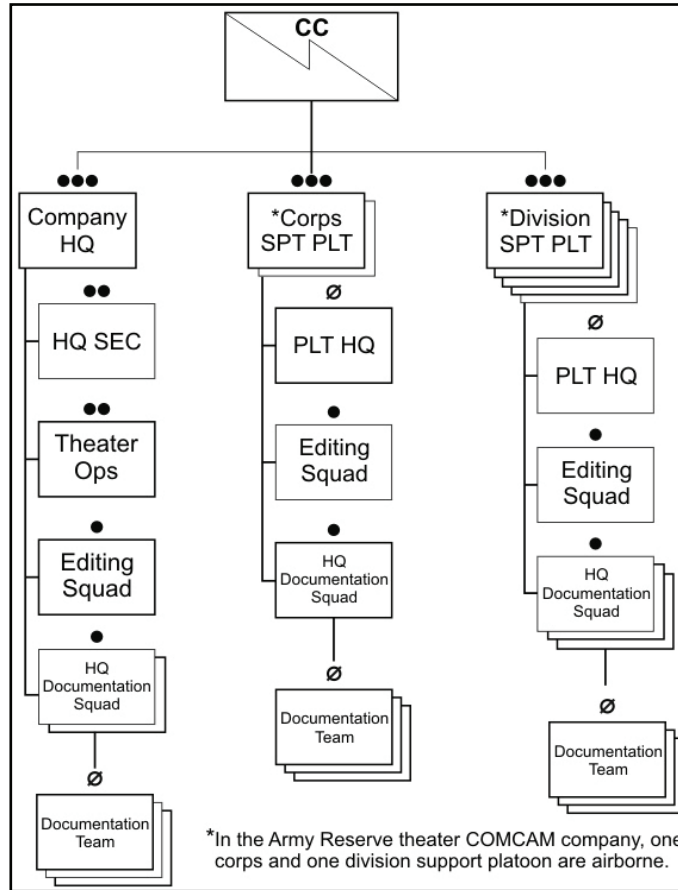 CC
Company
HQ
HQ SEC
Theater
Ops
Editing
Squad
HQ
Documentation
Squad
Documentation
Team
*Corps
SPT PLT
PLT HQ
Editing
Squad
HQ
Documentation
Squad
Documentation
Team
*Division
SPT PLT
PLT HQ
Editing
Squad
HQ
Documentation
Squad
Documentation
Team
*In the Army Reserve theater COMCAM company, one
corps and one division support platoon are airborne.